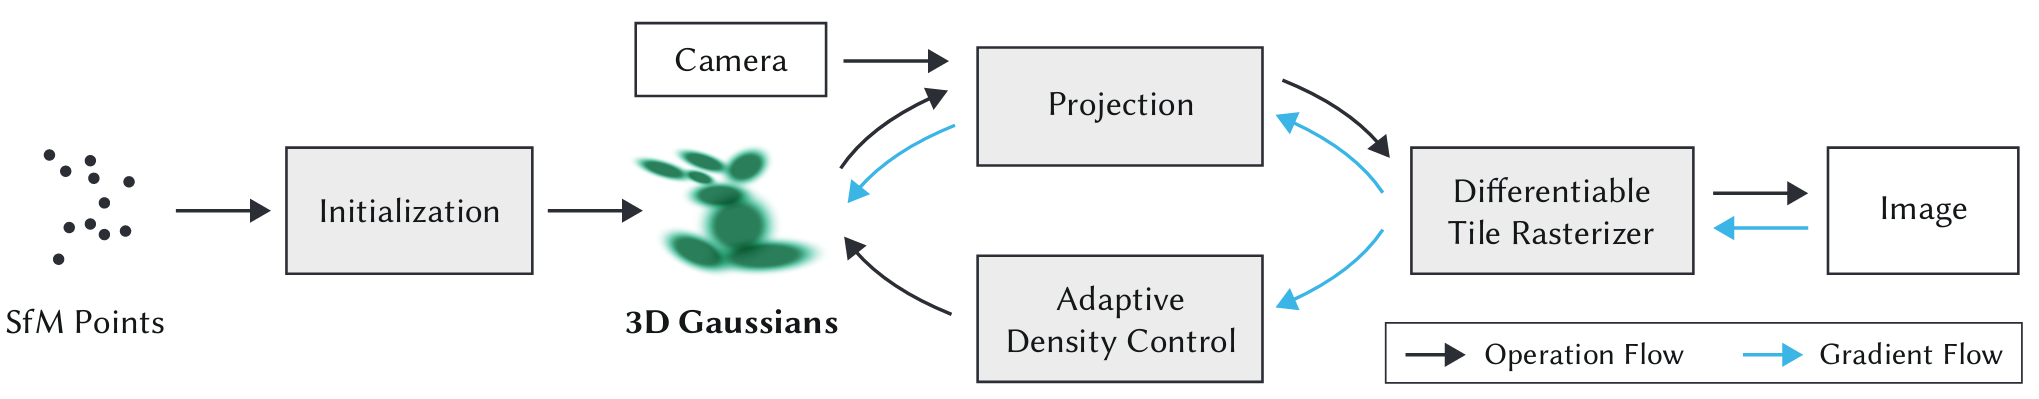 Camera
Projection
Initialization
Differentiable
Tile Rasterizer
Image
SfM Points
3D Gaussians
Adaptive
Density Control
Operation Flow
Gradient Flow